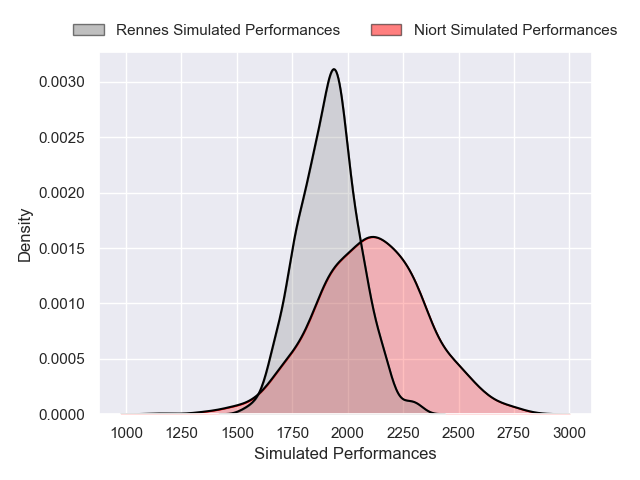 Rennes Simulated Performances Niort Simulated Performances
0.0030
0.0025
0.0020
0.0015
0.0010
0.0005
0.0000
Density
1000 1250 1500 1750 2000 2250 2500 2750 3000
Simulated Performances